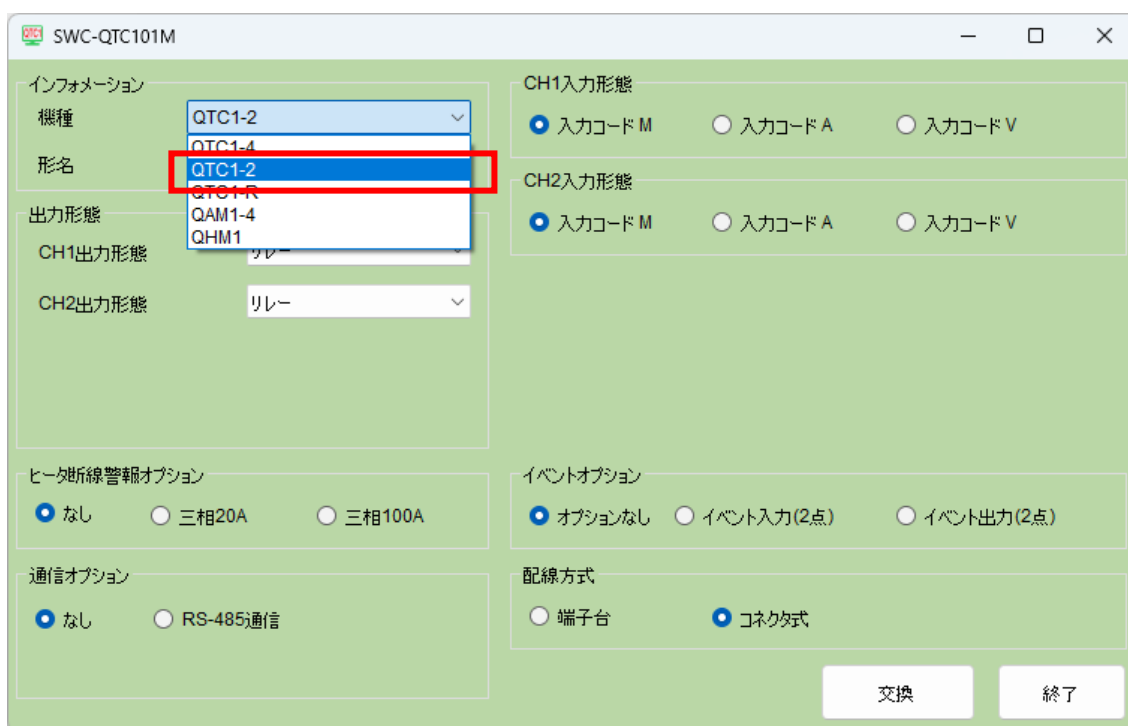 SWC-QTC101M
インフォメーション
機種
QTC1-2
QTC1-4
QTC1-2
QTC1-R
QAM1-4
QHM1
形名
出力形態
CH1出力形態
リレー
CH2出力形態
リレー
CH1入力形態
入力コード M 入力コード A 入力コード V
CH2入力形態
入力コード M 入力コード A 入力コード V
ヒータ断線警報オプション
なし 三相20A 三相100A
イベントオプション
オプションなし イベント入力(2点) イベント出力(2点)
通信オプション
なし RS-485通信
配線方式
端子台 コネクタ式
交換 終了